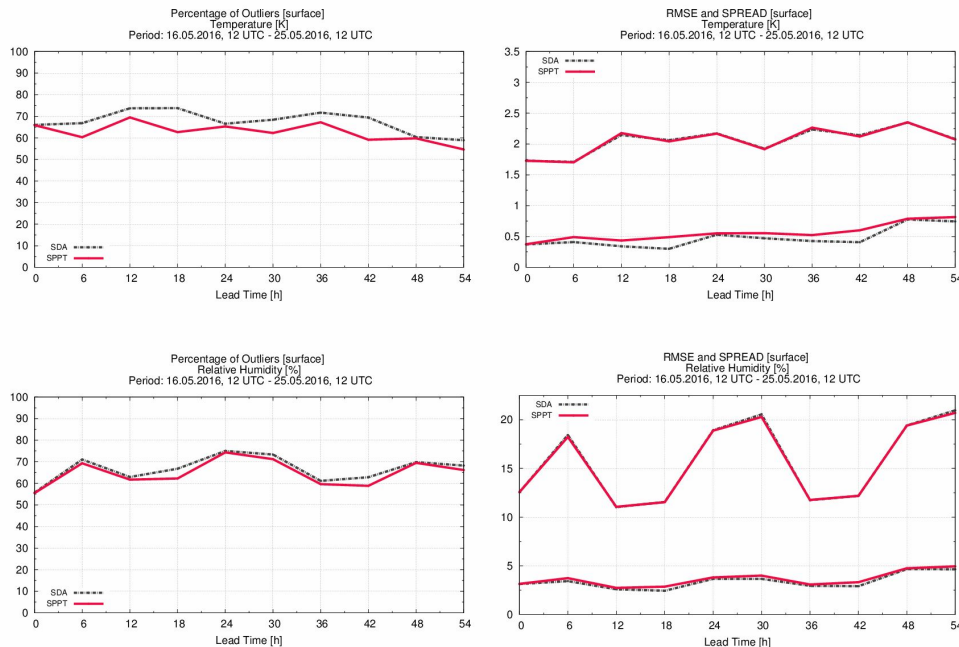 Percentage of Outliers [surface]
Temperature [K]
Period: 16.05.2016, 12 UTC - 25.05.2016, 12 UTC
100
90
80
70
60
50
40
30
20
10
0
SDA
SPPT
0 6 12 18 24 30 36 42 48 54
Lead Time [h]
RMSE and SPREAD [surface]
Temperature [K]
Period: 16.05.2016, 12 UTC - 25.05.2016, 12 UTC
3.5
3
2.5
2
1.5
1
0.5
0
SDA
SPPT
0 6 12 18 24 30 36 42 48 54
Lead Time [h]
Percentage of Outliers [surface]
Relative Humidity [%]
Period: 16.05.2016, 12 UTC - 25.05.2016, 12 UTC
100
90
80
70
60
50
40
30
20
10
0
SDA
SPPT
0 6 12 18 24 30 36 42 48 54
Lead Time [h]
RMSE and SPREAD [surface]
Relative Humidity [%]
Period: 16.05.2016, 12 UTC - 25.05.2016, 12 UTC
20
15
10
5
0
SDA
SPPT
0 6 12 18 24 30 36 42 48 54
Lead Time [h]